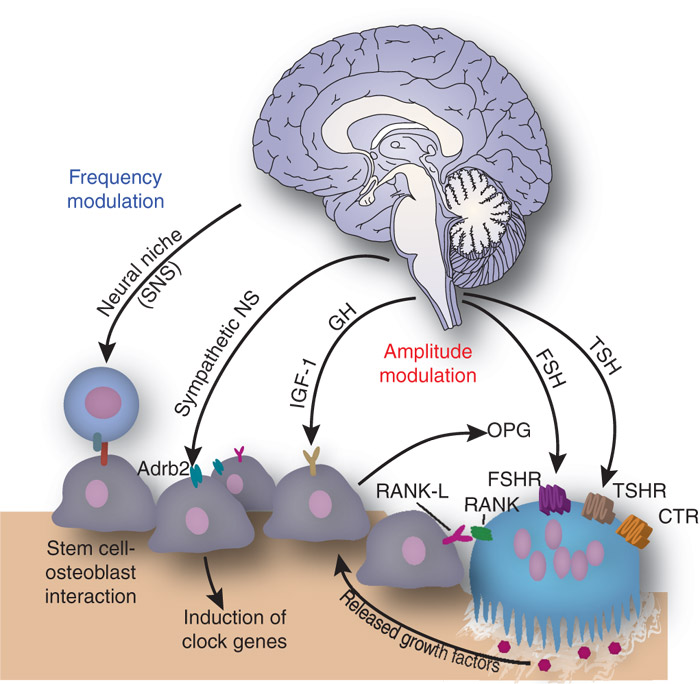 Frequency
modulation
Neural niche
(SNS)
Sympathetic NS
IGF-1
GH
Amplitude
modulation
FSH
TSH
OPG
Adrb2
RANK-L
RANK
FSHR
TSHR
CTR
Stem cell-
osteoblast
interaction
Induction of
clock genes
Released growth factors